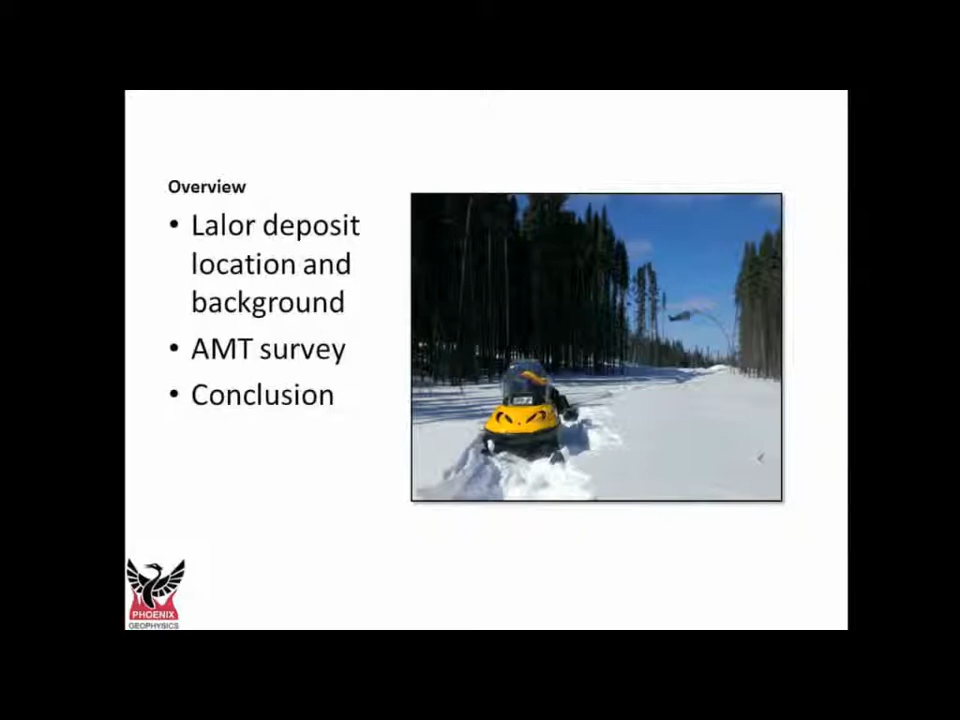 Overview
• Lalor deposit
location and
background
• AMT survey
• Conclusion
PHOENIX
GEOPHYSICS